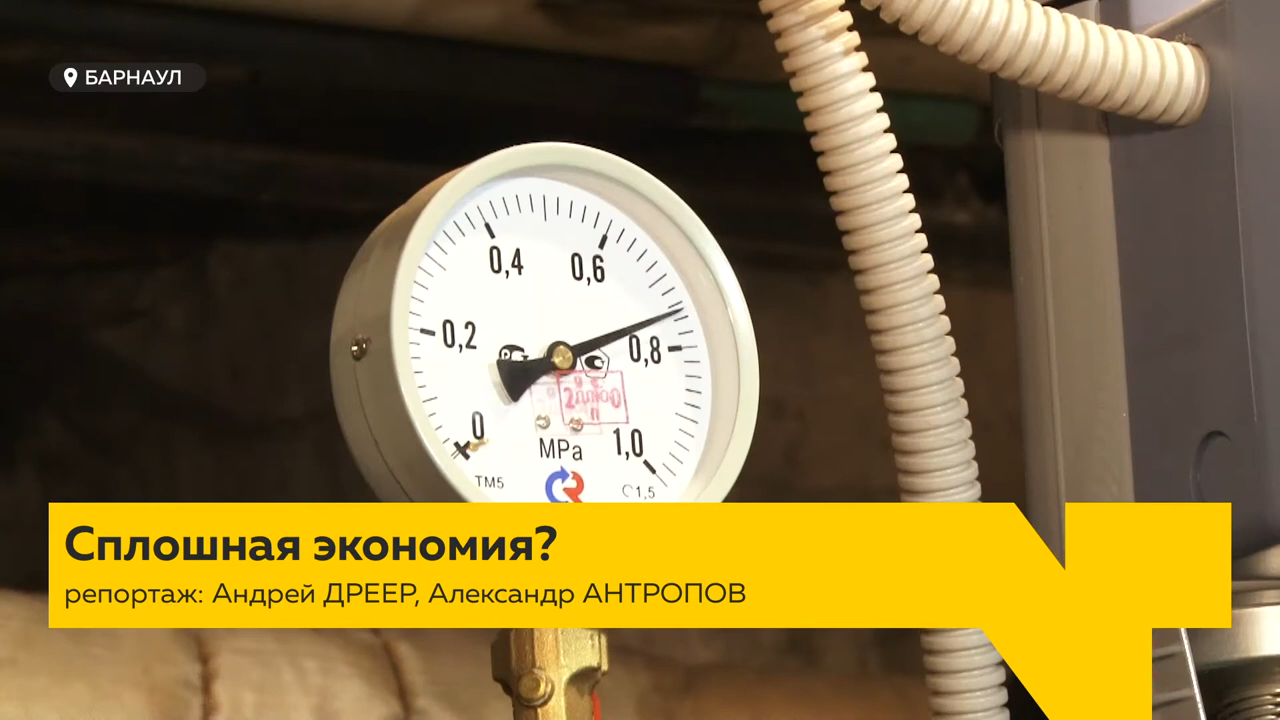 БАРНАУЛ
0,4
0,6
0,2
0,8
0
1,0
MPa
ТМ5
1,5
Сплошная экономия?
репортаж: Андрей ДРЕЕР, Александр АНТРОПОВ